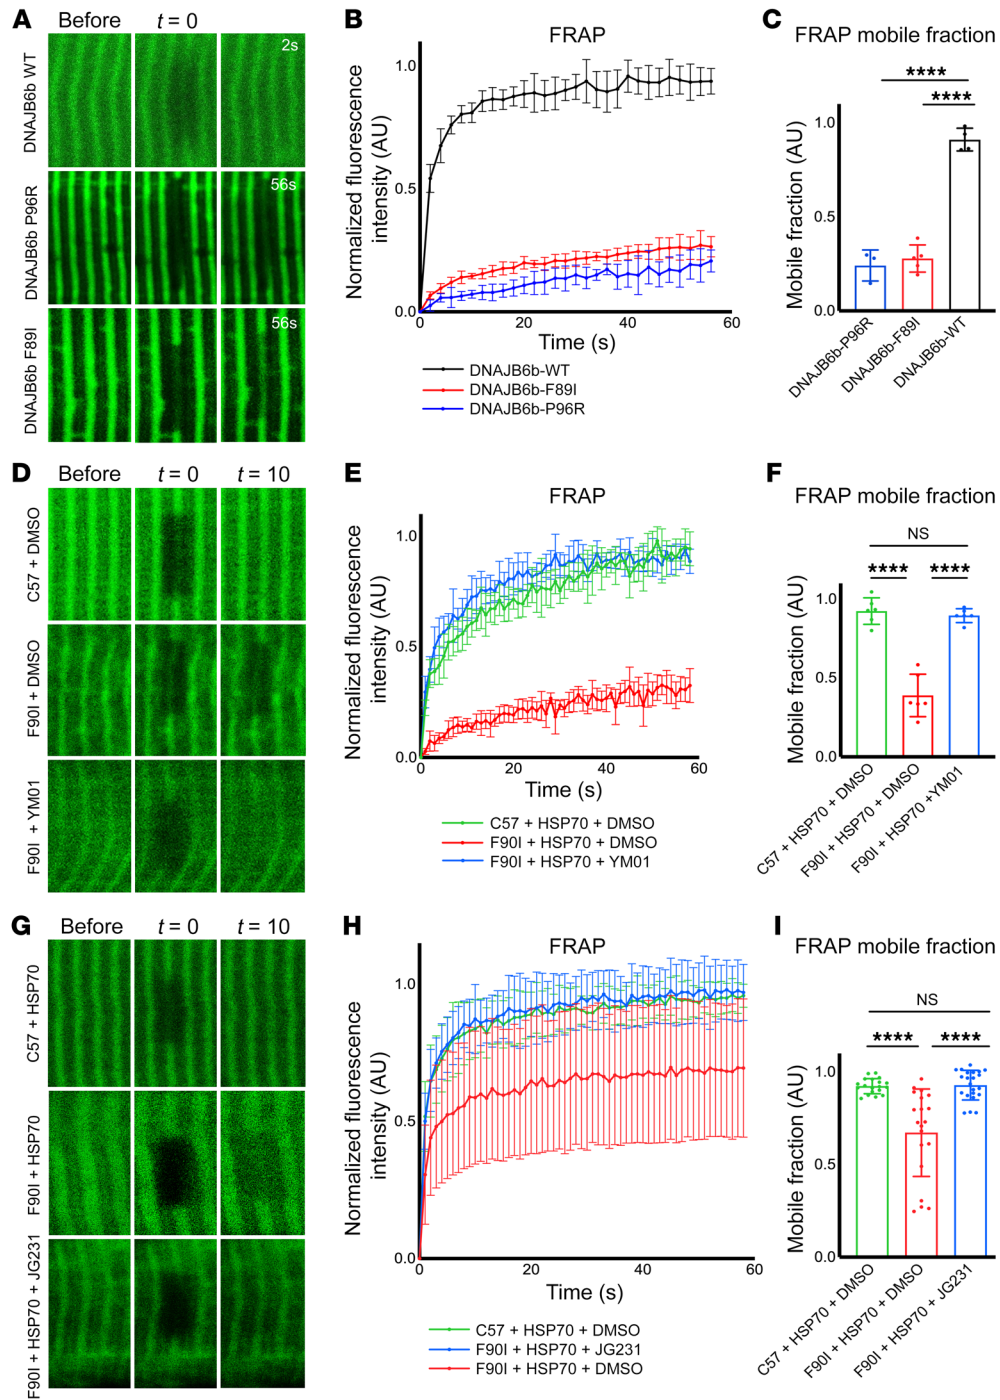 A
Before
t = 0
2s
DNAJB6b WT
56s
DNAJB6b P96R
56s
DNAJB6b F89I
B
FRAP
Normalized fluorescence
intensity (AU)
1.0
0.5
0.0
0
20
40
60
Time (s)
DNAJB6b-WT
DNAJB6b-F89I
DNAJB6b-P96R
C
FRAP mobile fraction
****
****
Mobile fraction (AU)
1.0
0.5
0.0
DNAJB6b-P96R
DNAJB6b-F89I
DNAJB6b-WT
D
Before
t = 0
t = 10
C57 + DMSO
F90I + DMSO
F90I + YM01
E
FRAP
Normalized fluorescence
intensity (AU)
1.0
0.5
0.0
0
20
40
60
Time (s)
C57 + HSP70 + DMSO
F90I + HSP70 + DMSO
F90I + HSP70 + YM01
F
FRAP mobile fraction
NS
****
****
Mobile fraction (AU)
1.0
0.5
0.0
C57 + HSP70 + DMSO
F90I + HSP70 + DMSO
F90I + HSP70 +YM01
G
Before
t = 0
t = 10
C57 + HSP70
F90I + HSP70
F90I + HSP70 + JG231
H
FRAP
Normalized fluorescence
intensity (AU)
1.0
0.5
0.0
0
20
40
60
Time (s)
C57 + HSP70 + DMSO
F90I + HSP70 + JG231
F90I + HSP70 + DMSO
I
FRAP mobile fraction
NS
****
****
Mobile fraction (AU)
1.0
0.5
0.0
C57 + HSP70 + DMSO
F90I + HSP70 + DMSO
F90I + HSP70 + JG231